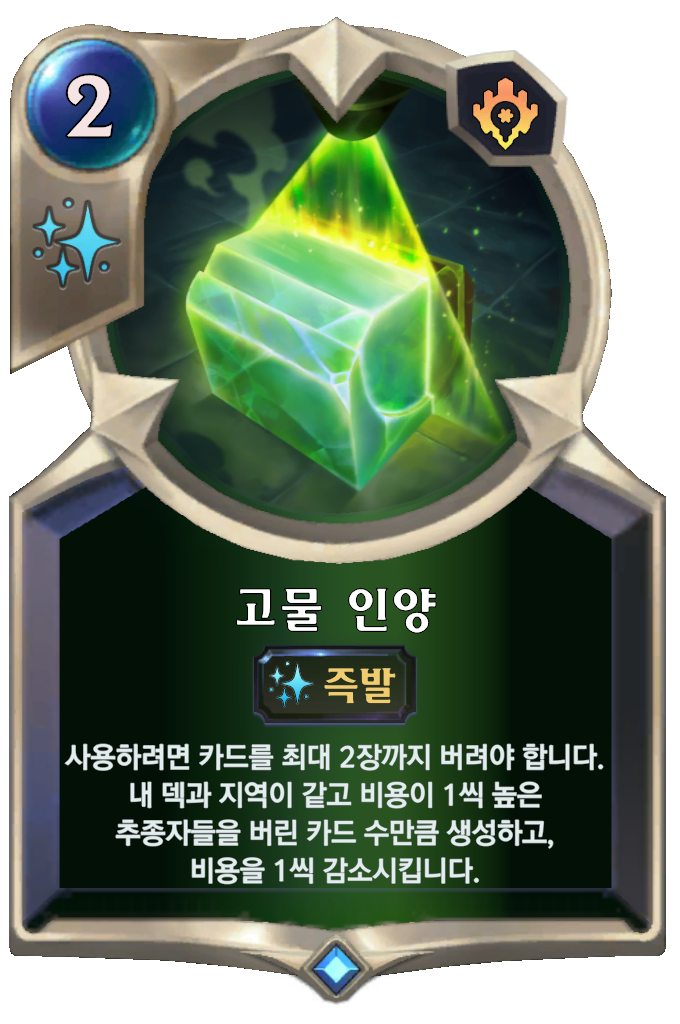 2
고물 인양
즉발
사용하려면 카드를 최대 2장까지 버려야 합니다.
내 덱과 지역이 같고 비용이 1씩 높은
추종자들을 버린 카드 수만큼 생성하고,
비용을 1씩 감소시킵니다.